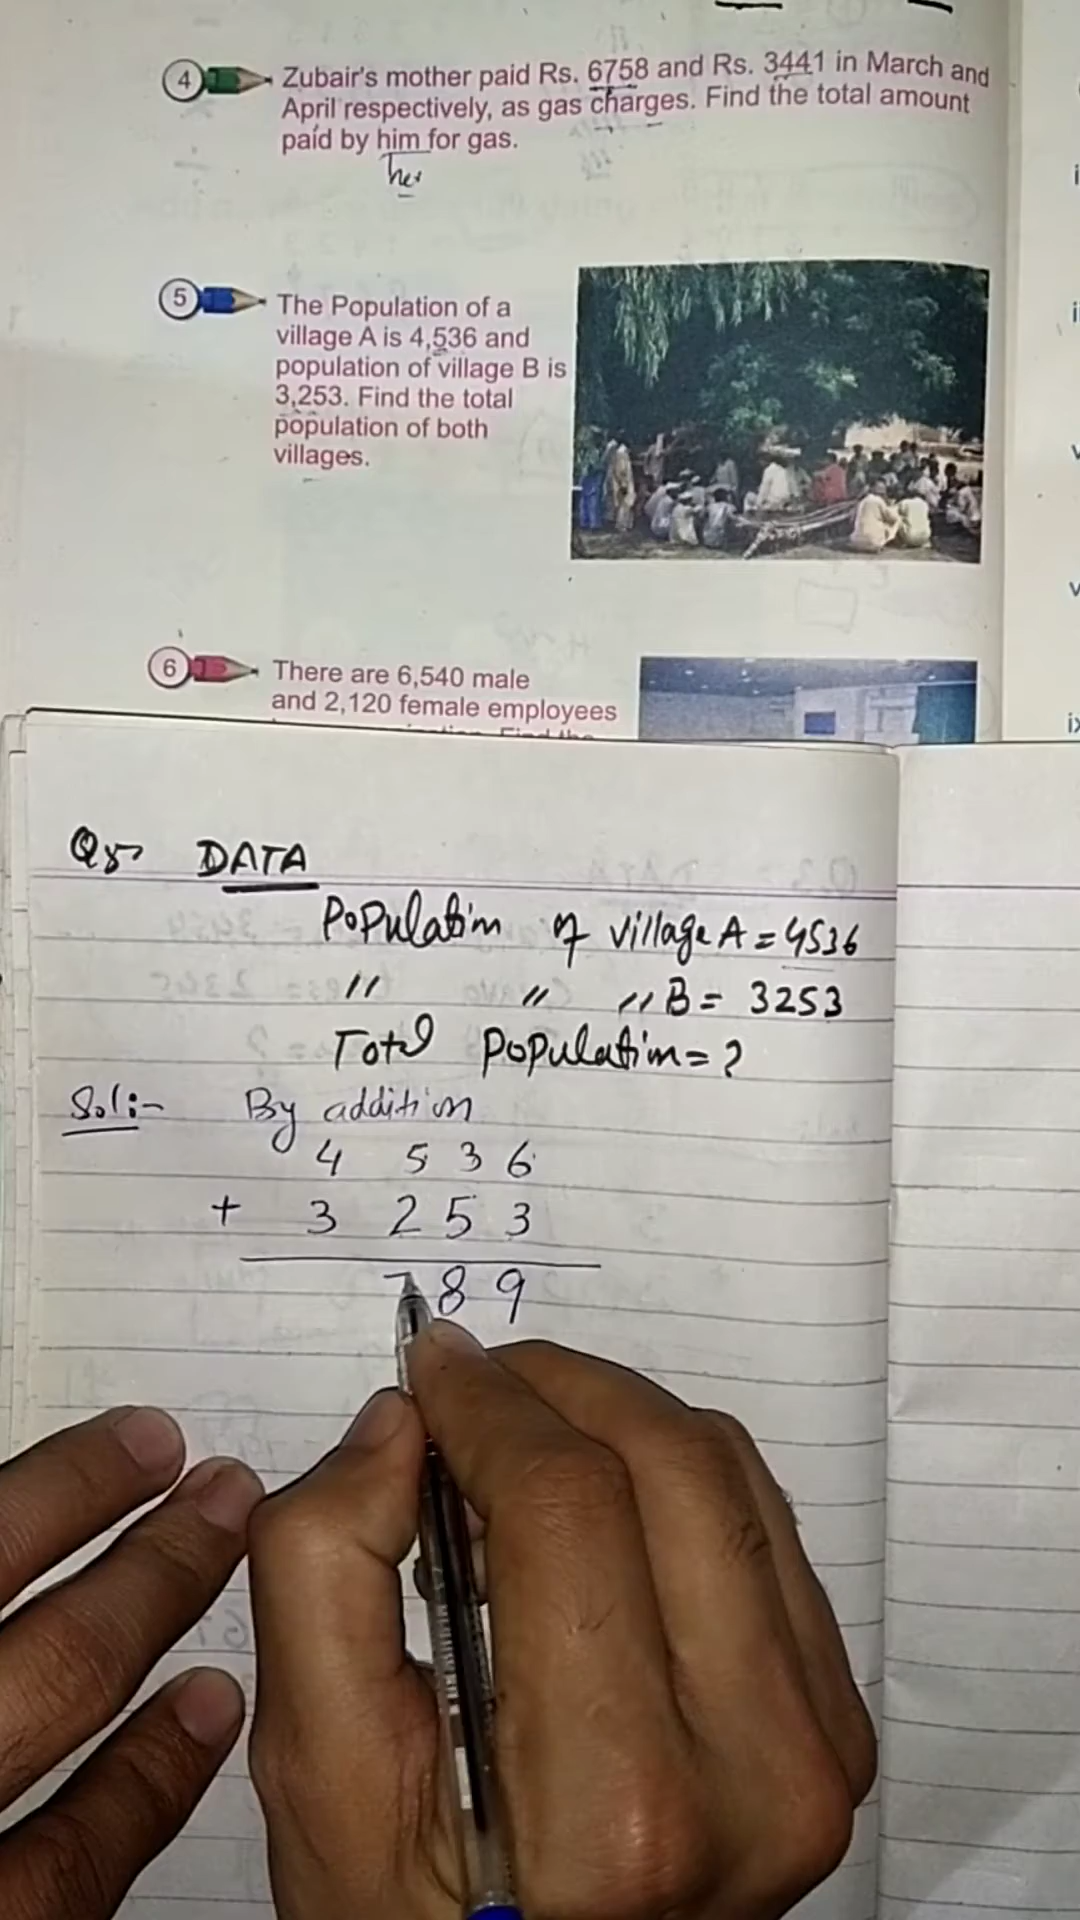 4 Zubair's mother paid Rs. 6758 and Rs. 3441 in March and
April respectively, as gas charges. Find the total amount
paid by him for gas.
her
5 The Population of a
village A is 4,536 and
population of village B is
3,253. Find the total
population of both
villages.
6 There are 6,540 male
and 2,120 female employees
Q5 DATA
Population of village A = 4536
" " " B = 3253
Total Population = ?
Sol:- By addition
4 5 3 6
+ 3 2 5 3
7 8 9